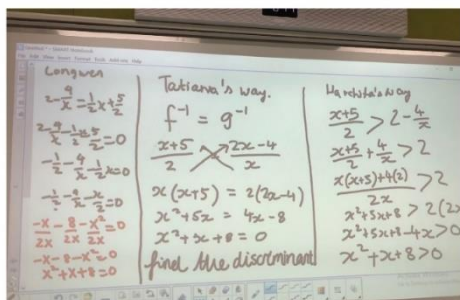 Longwen
2 - 4/x = 1/2 x + 5/2
2 - 4/x - 1/2 x - 5/2 = 0
-1/2 - 4/x - 1/2 x = 0
-1/2 - 4/x - x/2 = 0
-x/2x - 8/2x - x²/2x = 0
-x - 8 - x² = 0
x² + x + 8 = 0
Tatiana's way.
f⁻¹ = g⁻¹
x+5/2 2x-4/x
x(x+5) = 2(2x-4)
x² + 5x = 4x - 8
x² + x + 8 = 0
find the discriminant
Harshita's way
x+5/2 > 2 - 4/x
x+5/2 + 4/x > 2
x(x+5)+4(2)/2x > 2
x² + 5x + 8 > 2(2x
x² + 5x + 8 - 4x > 0
x² + x + 8 > 0